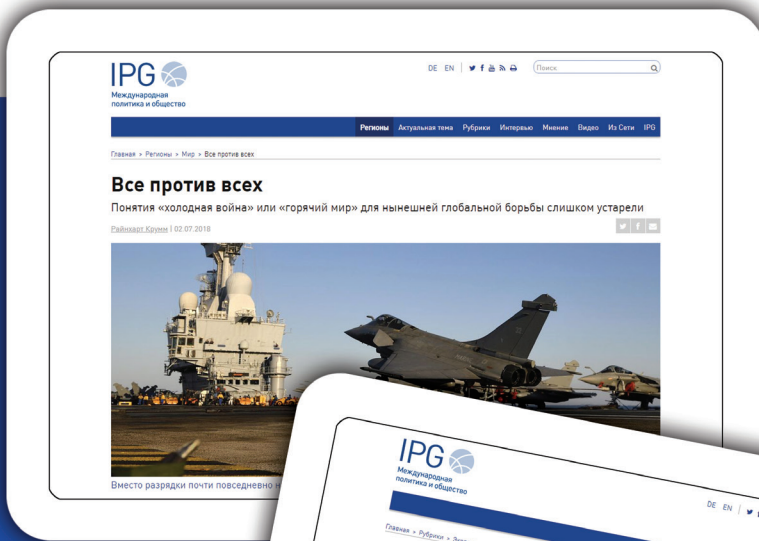 IPG
Международная
политика и общество
DE EN
Поиск
Регионы Актуальная тема Рубрики Интервью Мнение Видео Из Сети IPG
Главная » Регионы » Мир » Все против всех
Все против всех
Понятия «холодная война» или «горячий мир» для нынешней глобальной борьбы слишком устарели
Райнхарт Крумм | 02.07.2018
Вместо разрядки почти повседневно
IPG
Международная
политика и общество
DE EN
Главная » Рубрики »